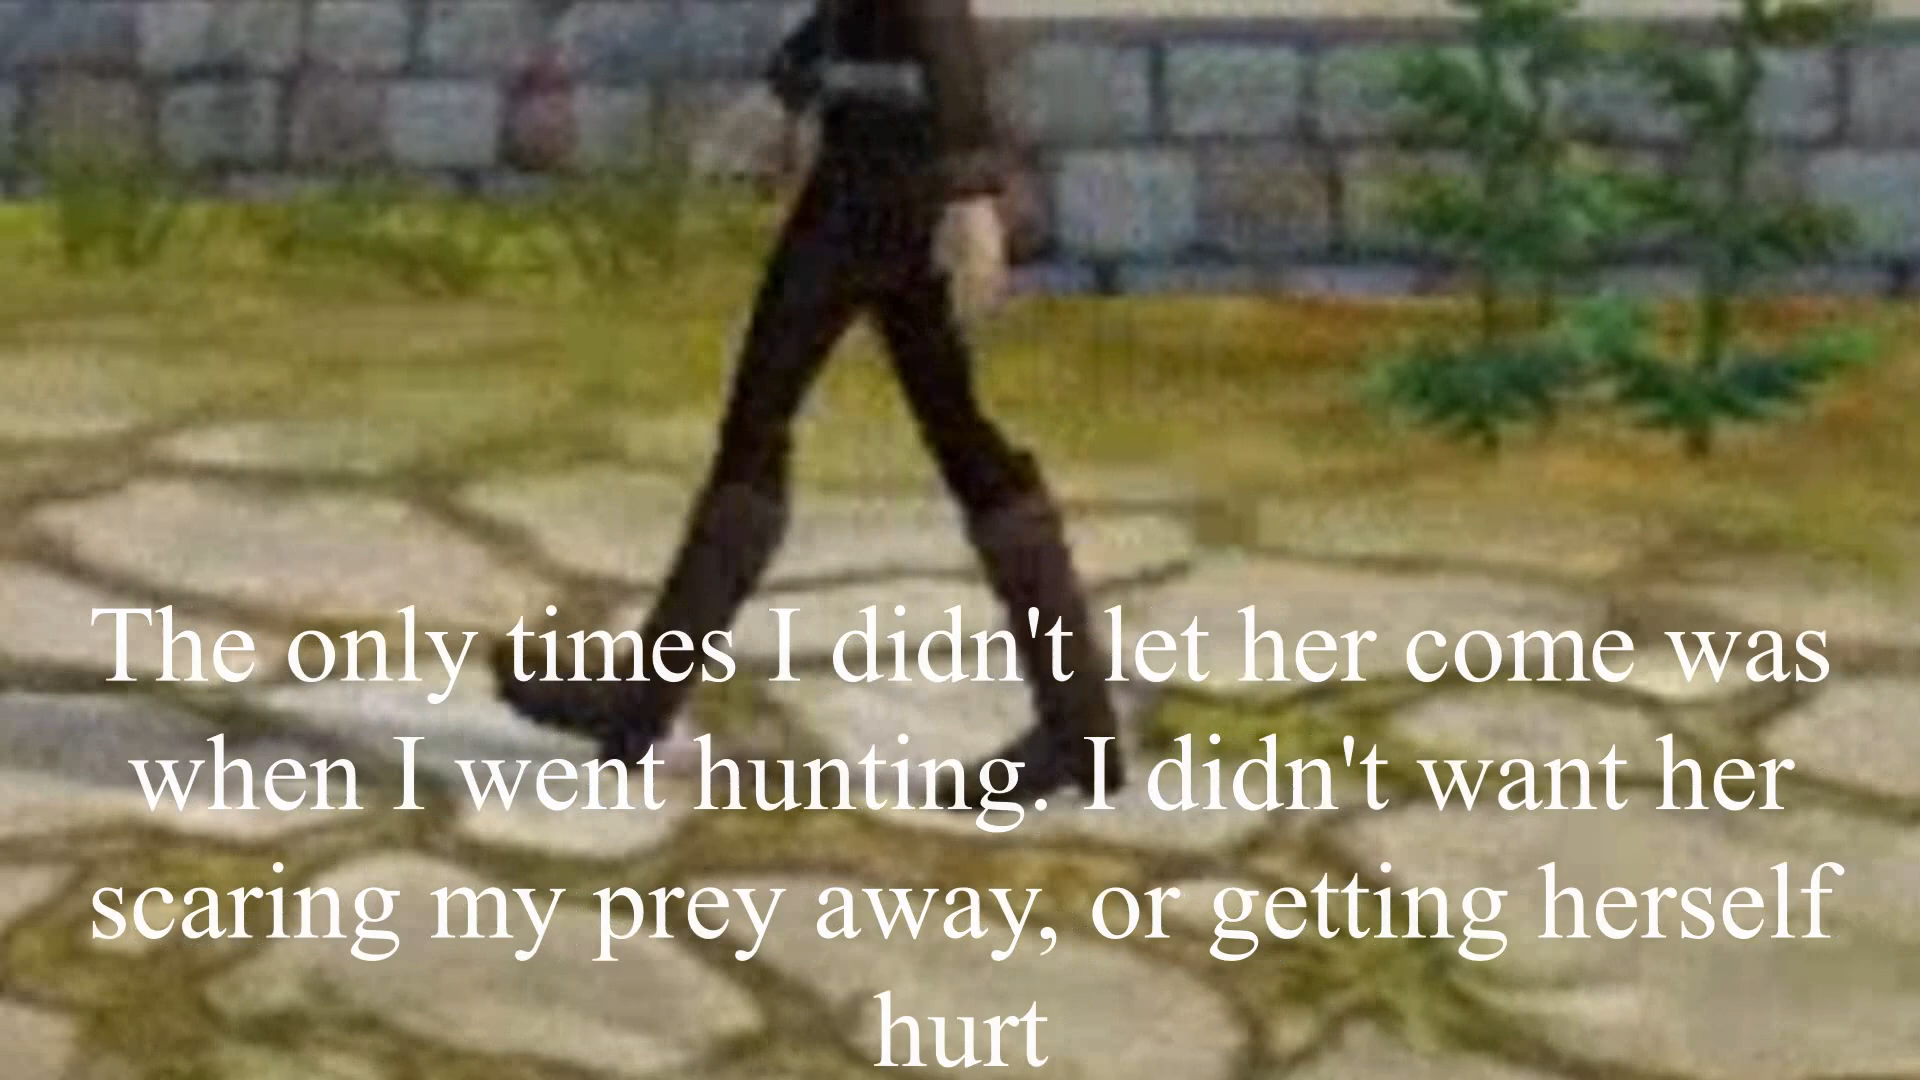 The only times I didn't let her come was
when I went hunting. I didn't want her
scaring my prey away, or getting herself
hurt